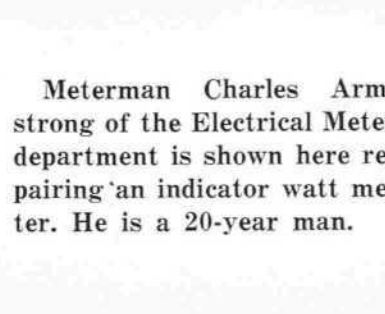 Meterman Charles Arm
strong of the Electrical Mete
department is shown here re
pairing an indicator watt me
ter. He is a 20-year man.